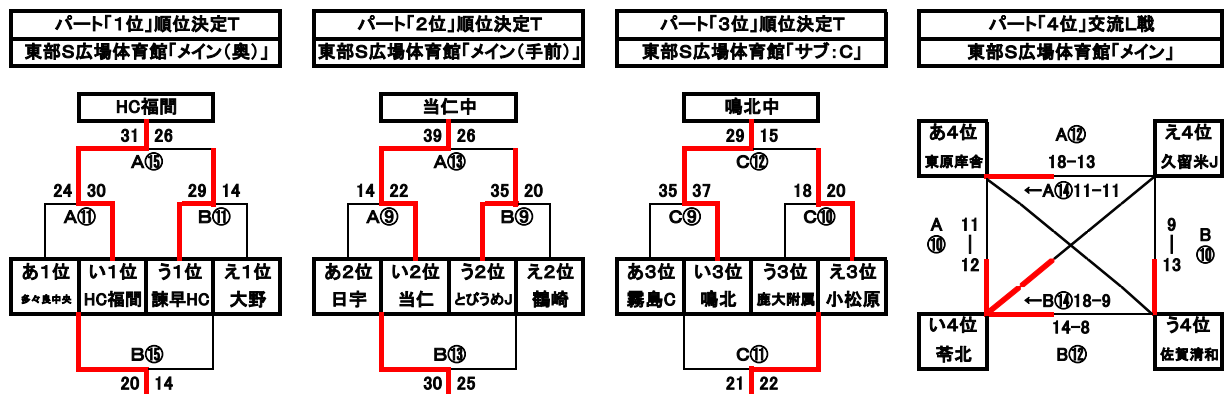 パート「1位」順位決定T
東部S広場体育館「メイン(奥)」
HC福間
31 26
A⑮
24 30
29 14
A⑪
B⑪
あ1位 い1位 う1位 え1位
多々良中央 HC福間 諫早HC 大野
B⑮
20 14
パート「2位」順位決定T
東部S広場体育館「メイン(手前)」
当仁中
39 26
A⑬
14 22
35 20
A⑨
B⑨
あ2位 い2位 う2位 え2位
日宇 当仁 とびうめJ 鶴崎
B⑬
30 25
パート「3位」順位決定T
東部S広場体育館「サブ:C」
鳴北中
29 15
C⑫
35 37
18 20
C⑨
C⑩
あ3位 い3位 う3位 え3位
霧島C 鳴北 鹿大附属 小松原
C⑪
21 22
パート「4位」交流L戦
東部S広場体育館「メイン」
あ4位
東原庠舎
A⑫
18-13
え4位
久留米J
←A⑭11-11
A
⑩
11
|
12
9
|
13
B
⑩
←B⑭18-9
い4位
苓北
14-8
B⑫
う4位
佐賀清和